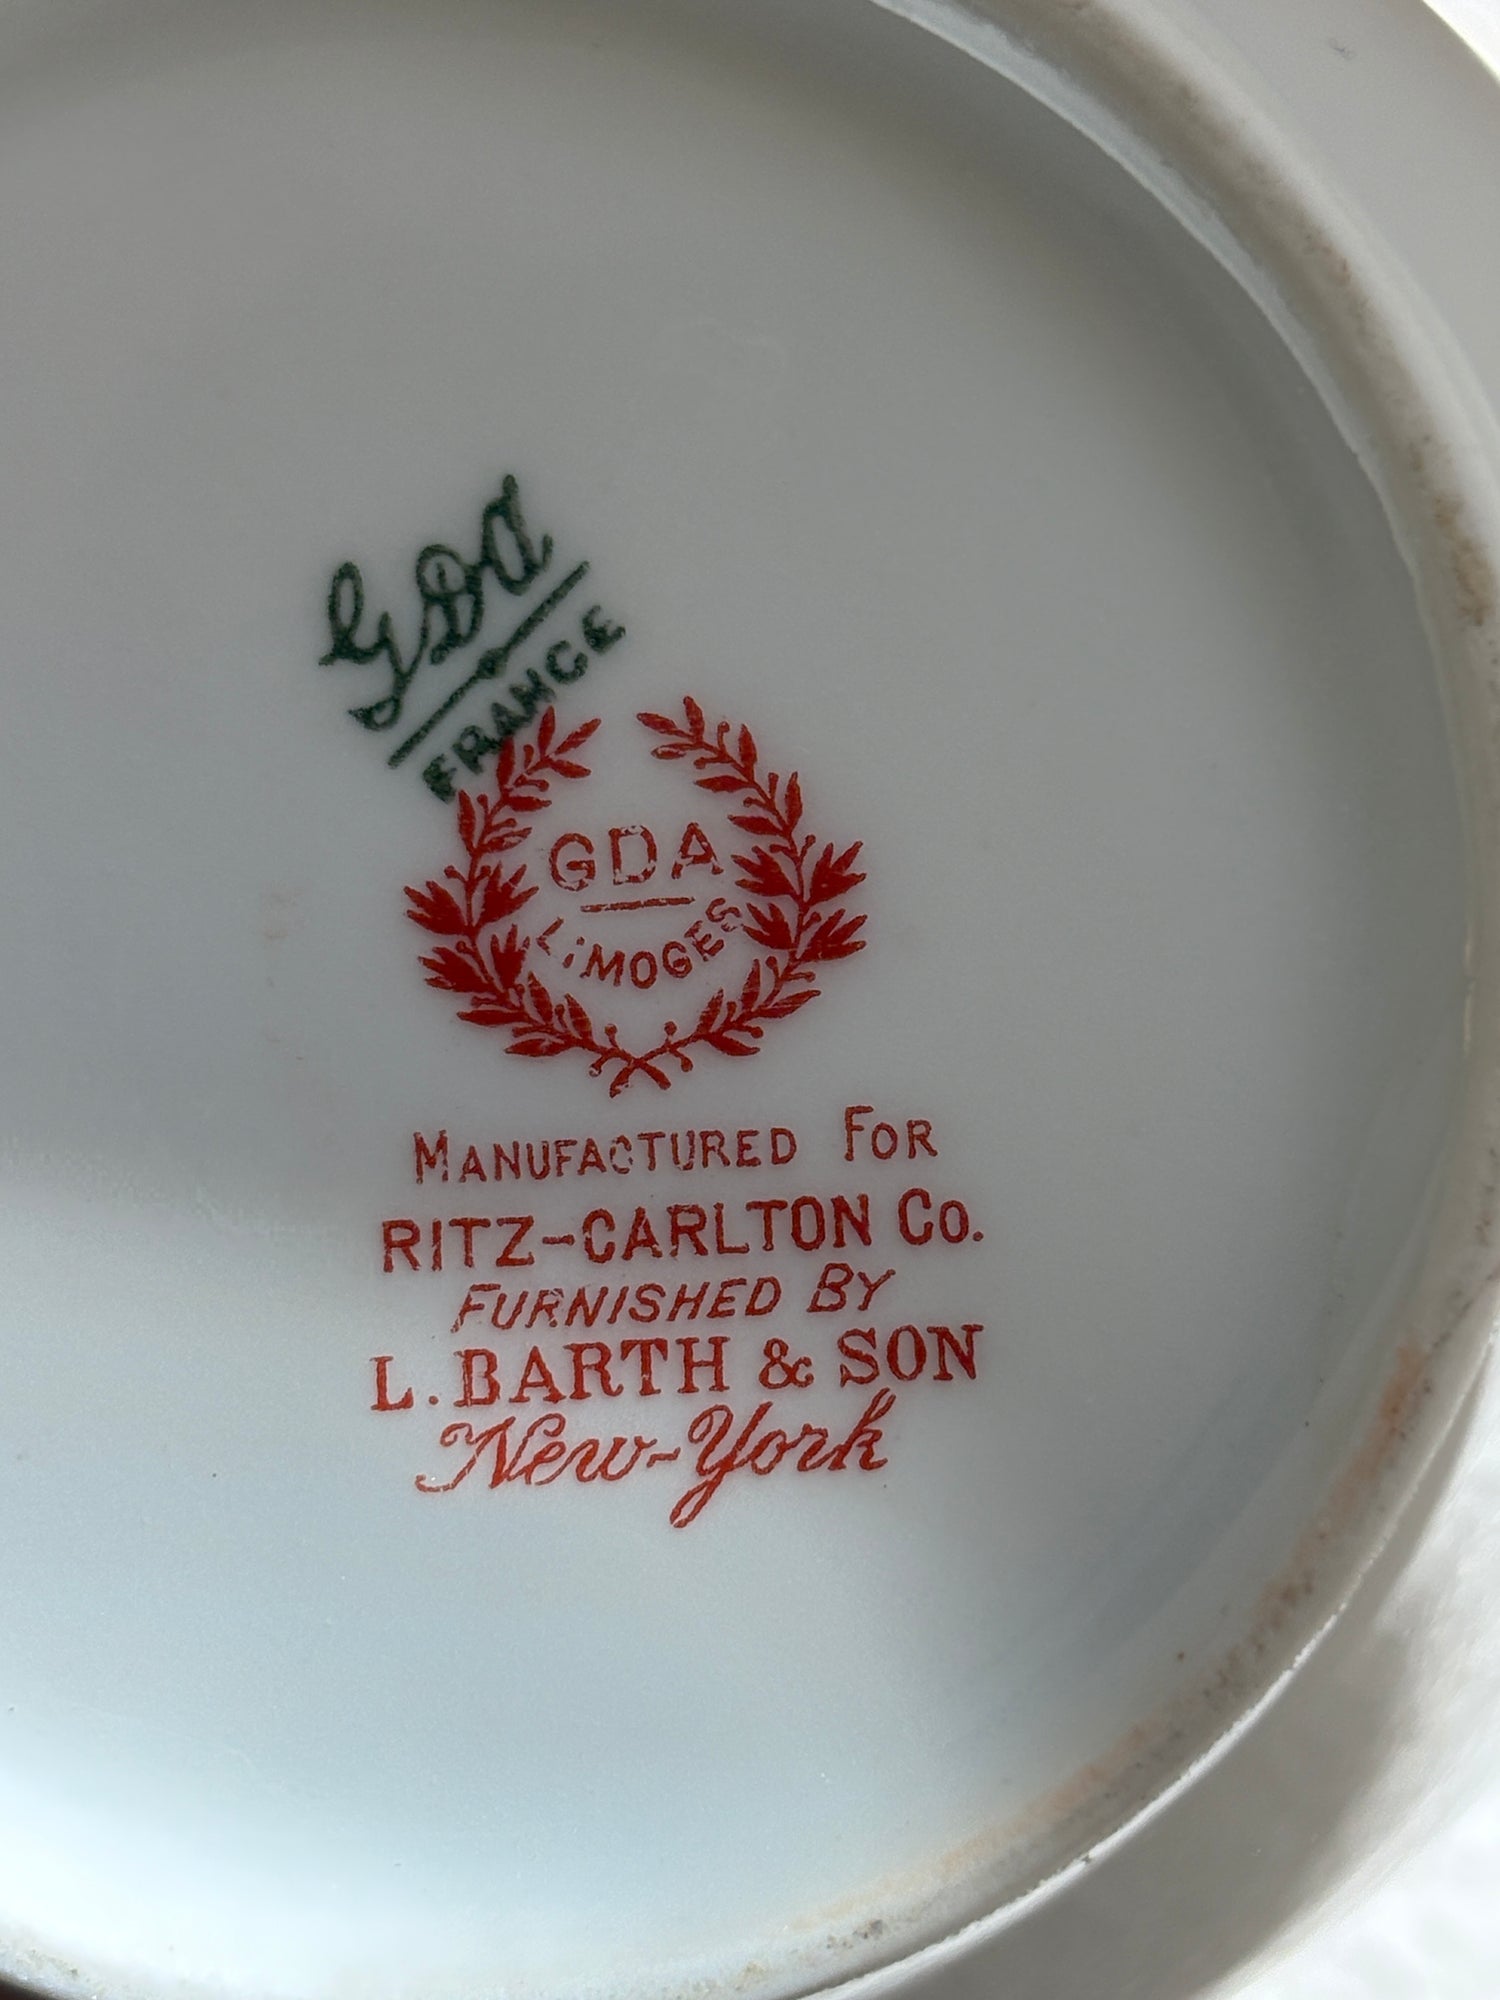 GDA
FRANCE
GDA
LIMOGES
MANUFACTURED FOR
RITZ-CARLTON CO.
FURNISHED BY
L. BARTH & SON
New-York